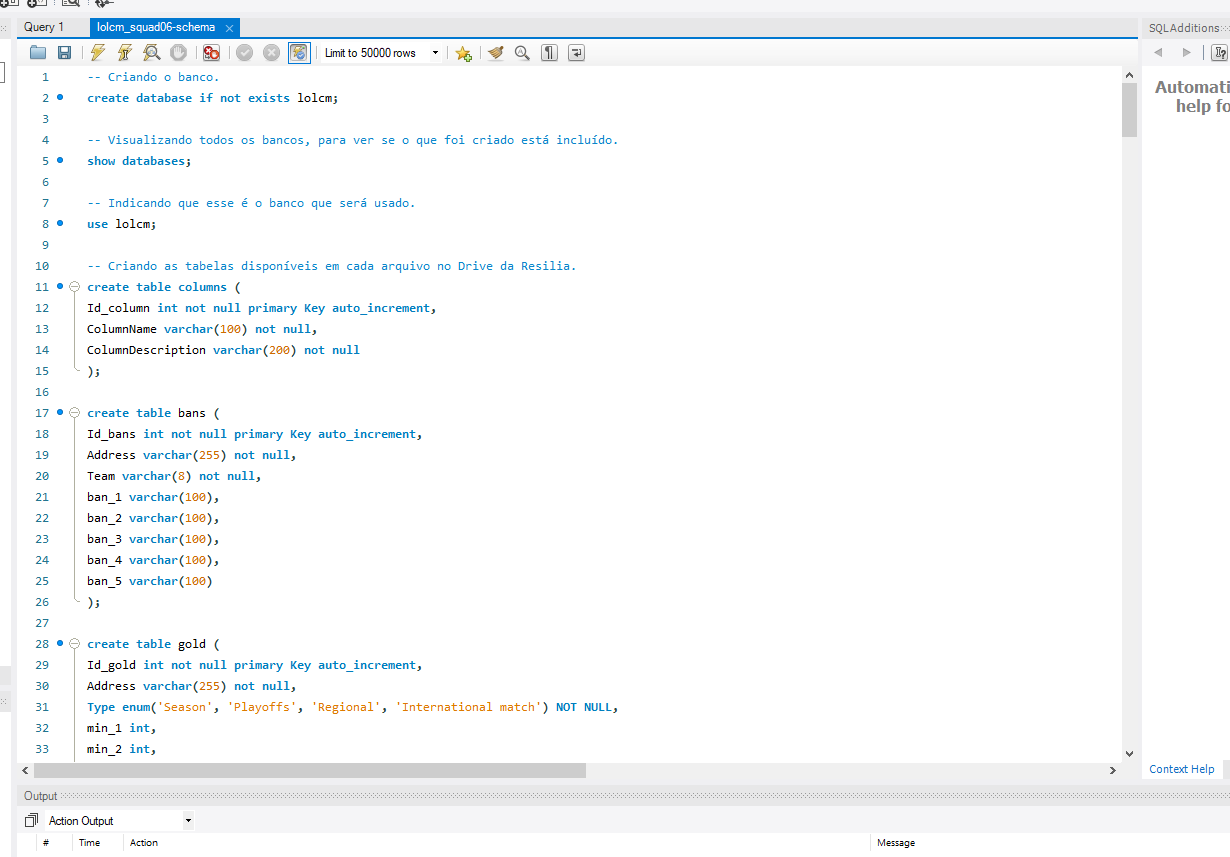 Query 1
lolcm_squad06-schema
SQLAdditions
Limit to 50000 rows
1 -- Criando o banco.
2 create database if not exists lolcm;
3
4 -- Visualizando todos os bancos, para ver se o que foi criado está incluído.
5 show databases;
6
7 -- Indicando que esse é o banco que será usado.
8 use lolcm;
9
10 -- Criando as tabelas disponíveis em cada arquivo no Drive da Resilia.
11 create table columns (
12 Id_column int not null primary Key auto_increment,
13 ColumnName varchar(100) not null,
14 ColumnDescription varchar(200) not null
15 );
16
17 create table bans (
18 Id_bans int not null primary Key auto_increment,
19 Address varchar(255) not null,
20 Team varchar(8) not null,
21 ban_1 varchar(100),
22 ban_2 varchar(100),
23 ban_3 varchar(100),
24 ban_4 varchar(100),
25 ban_5 varchar(100)
26 );
27
28 create table gold (
29 Id_gold int not null primary Key auto_increment,
30 Address varchar(255) not null,
31 Type enum('Season', 'Playoffs', 'Regional', 'International match') NOT NULL,
32 min_1 int,
33 min_2 int,
Automati
help fo
Context Help
Output
Action Output
# Time Action Message